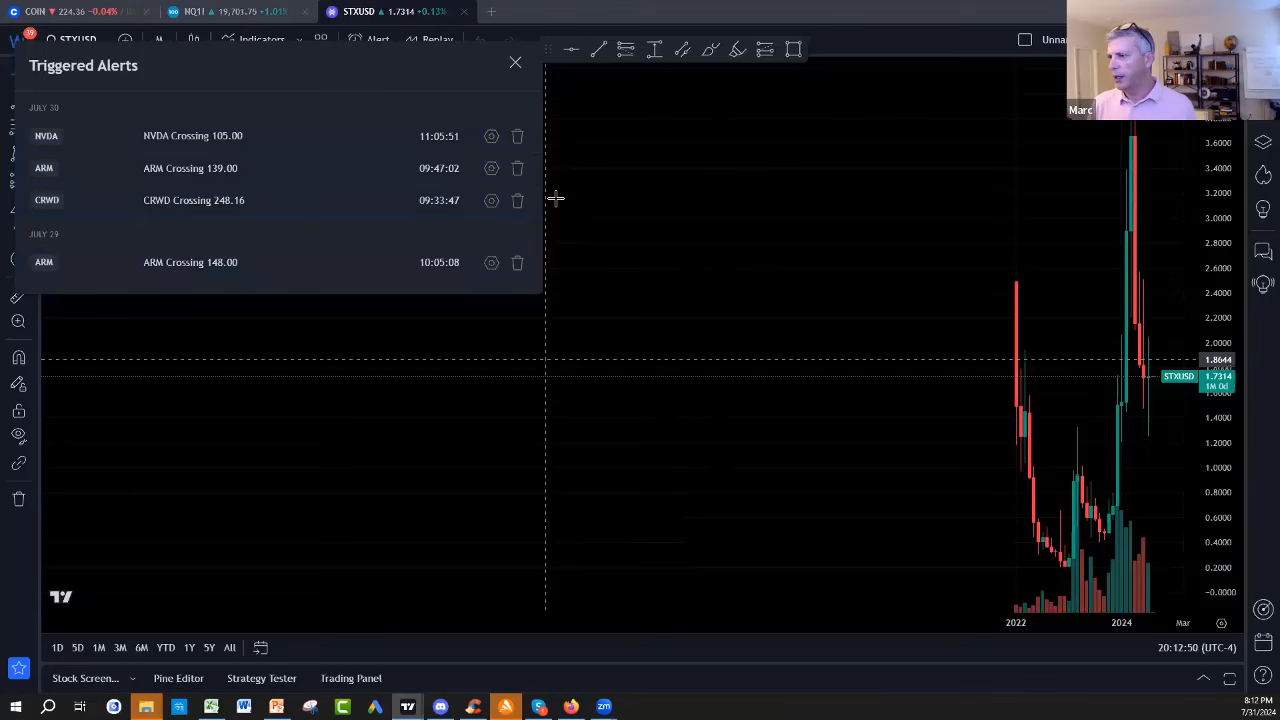 COIN ▼ 224.36 −0.04%
NQ1! ▲ 19,701.75 +1.01%
STXUSD ▲ 1.7314 +0.13%
39
STXUSD
M
Indicators
Alert
Replay
Unnar
Marc
Triggered Alerts
JULY 30
NVDA NVDA Crossing 105.00 11:05:51
ARM ARM Crossing 139.00 09:47:02
CRWD CRWD Crossing 248.16 09:33:47
JULY 29
ARM ARM Crossing 148.00 10:05:08
3.6000
3.4000
3.2000
3.0000
2.8000
2.6000
2.4000
2.2000
2.0000
1.8644
STXUSD 1.7314
1M 0d
1.4000
1.2000
1.0000
0.8000
0.6000
0.4000
0.2000
−0.0000
2022 2024 Mar
1D 5D 1M 3M 6M YTD 1Y 5Y All
20:12:50 (UTC-4)
Stock Screen... Pine Editor Strategy Tester Trading Panel
8:12 PM
7/31/2024